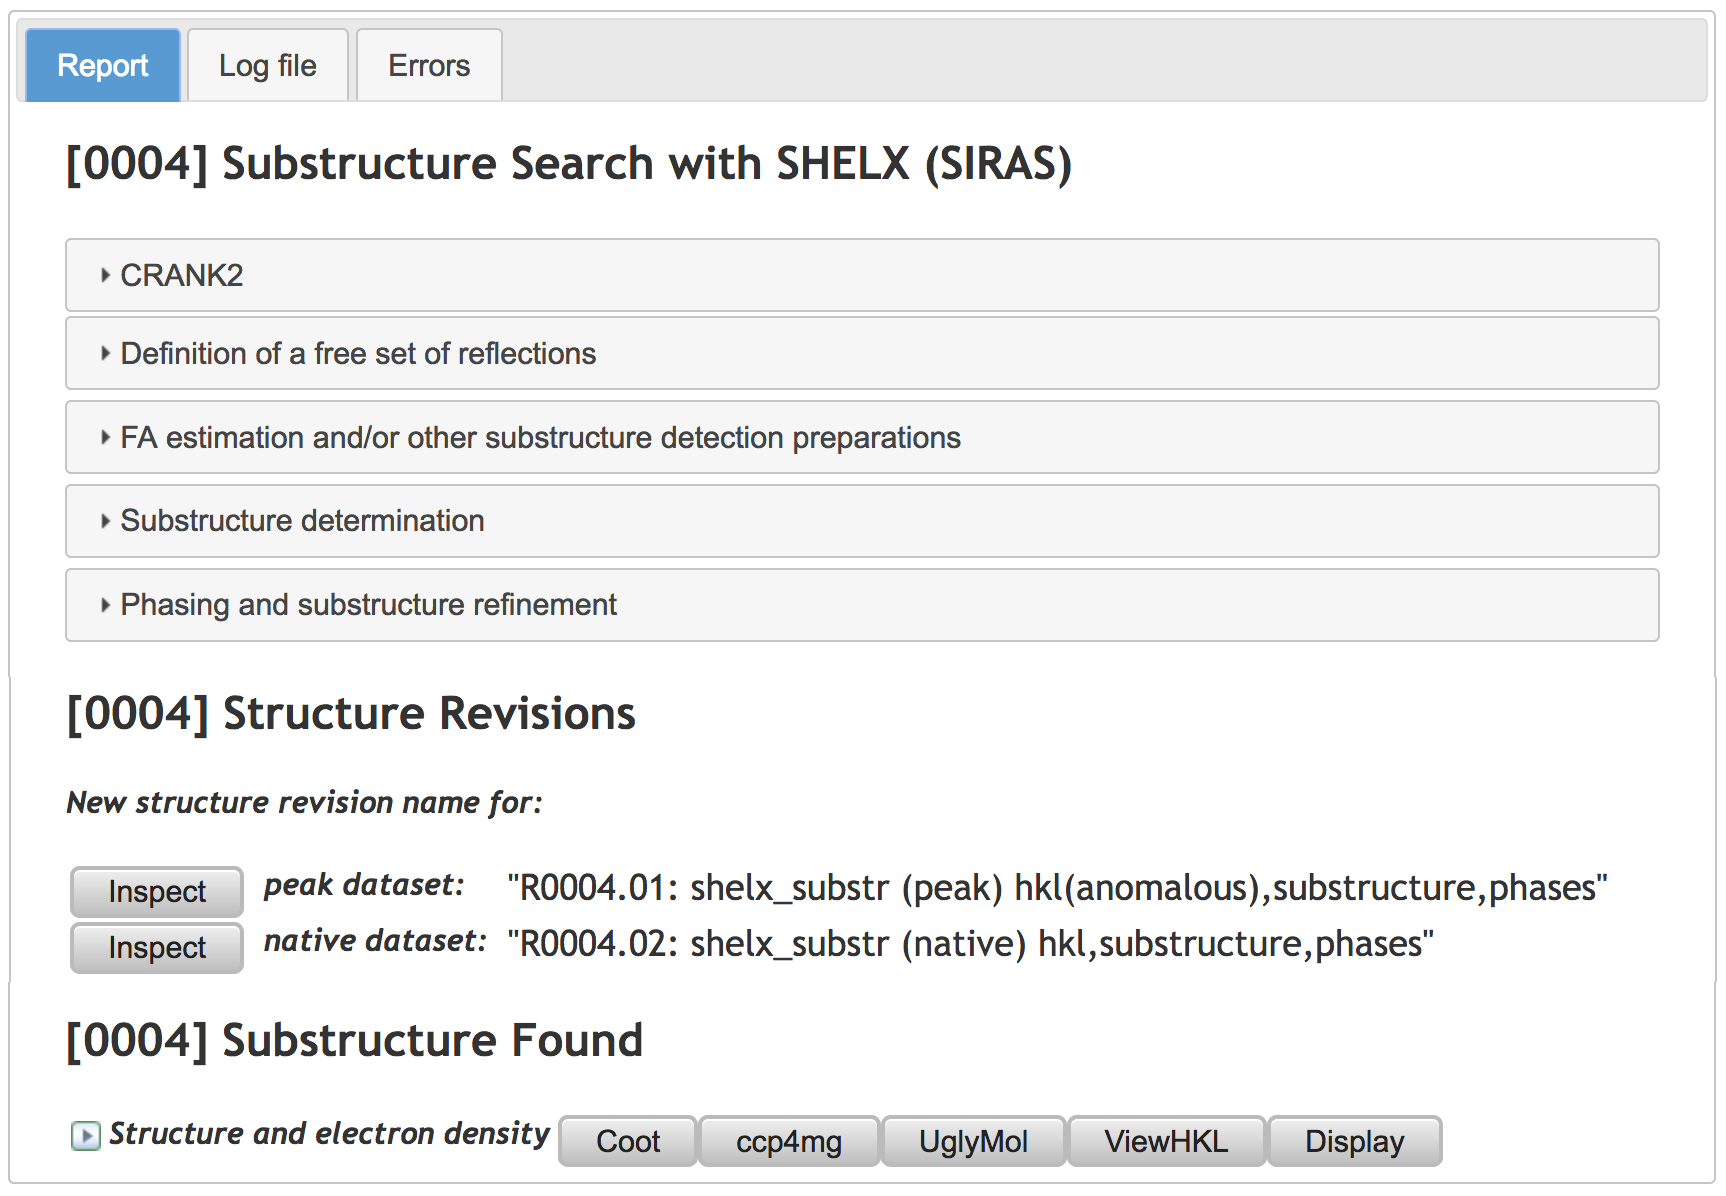 Report Log file Errors
[0004] Substructure Search with SHELX (SIRAS)
CRANK2
Definition of a free set of reflections
FA estimation and/or other substructure detection preparations
Substructure determination
Phasing and substructure refinement
[0004] Structure Revisions
New structure revision name for:
Inspect peak dataset: "R0004.01: shelx_substr (peak) hkl(anomalous),substructure,phases"
Inspect native dataset: "R0004.02: shelx_substr (native) hkl,substructure,phases"
[0004] Substructure Found
Structure and electron density Coot ccp4mg UglyMol ViewHKL Display